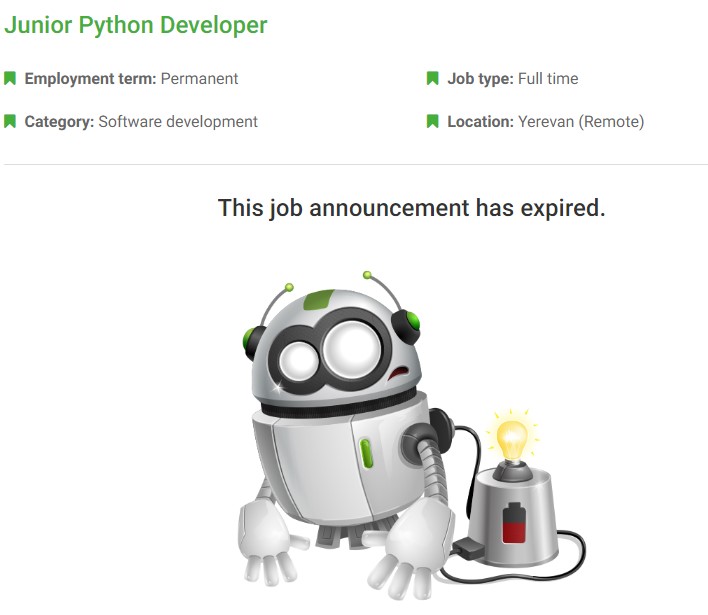 Junior Python Developer
Employment term: Permanent
Job type: Full time
Category: Software development
Location: Yerevan (Remote)
This job announcement has expired.